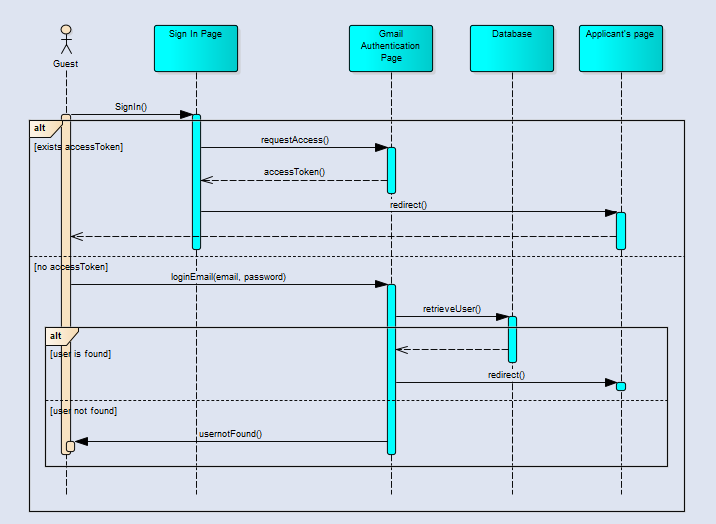 Guest
Sign In Page
Gmail
Authentication
Page
Database
Applicant's page
SignIn()
alt
[exists accessToken]
requestAccess()
accessToken()
redirect()
[no accessToken]
loginEmail(email, password)
retrieveUser()
alt
[user is found]
redirect()
[user not found]
usernotFound()